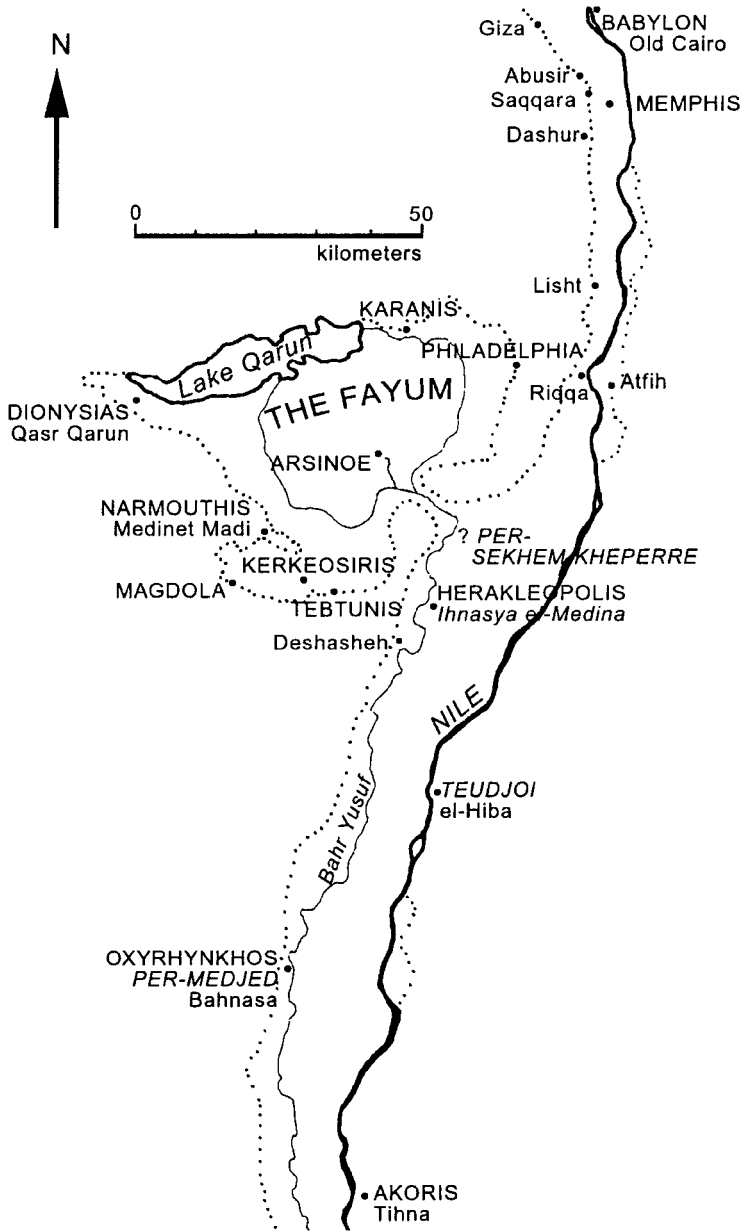 Giza
BABYLON
Old Cairo
N
Abusir
Saqqara
MEMPHIS
Dashur
0
50
kilometers
Lisht
KARANIS
Lake Qarun
PHILADELPHIA
THE FAYUM
Riqqa
Atfih
DIONYSIAS
Qasr Qarun
ARSINOE
NARMOUTHIS
Medinet Madi
? PER-
SEKHEM-KHEPERRE
KERKEOSIRIS
MAGDOLA
TEBTUNIS
HERAKLEOPOLIS
Ihnasya el-Medina
Deshasheh
NILE
TEUDJOI
el-Hiba
Bahr Yusuf
OXYRHYNKHOS
PER-MEDJED
Bahnasa
AKORIS
Tihna